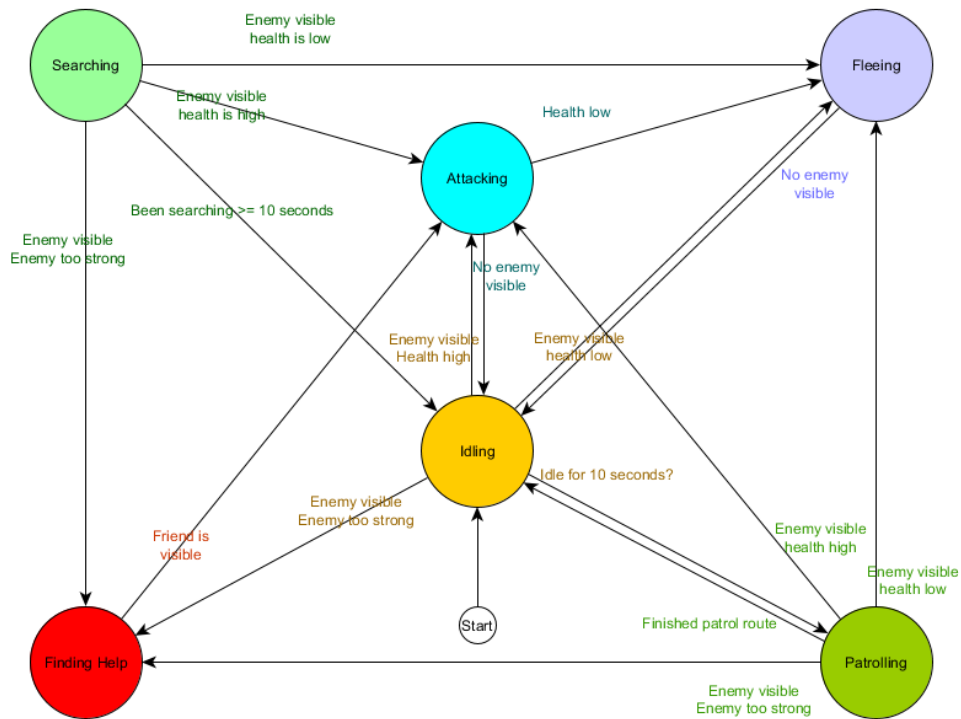 Enemy visible
health is low
Searching
Fleeing
Enemy visible
health is high
Health low
Attacking
No enemy
visible
Been searching >= 10 seconds
Enemy visible
Enemy too strong
No enemy
visible
Enemy visible
Health high
Enemy visible
health low
Idling
Idle for 10 seconds?
Enemy visible
Enemy too strong
Friend is
visible
Enemy visible
health high
Enemy visible
health low
Start
Finished patrol route
Finding Help
Patrolling
Enemy visible
Enemy too strong